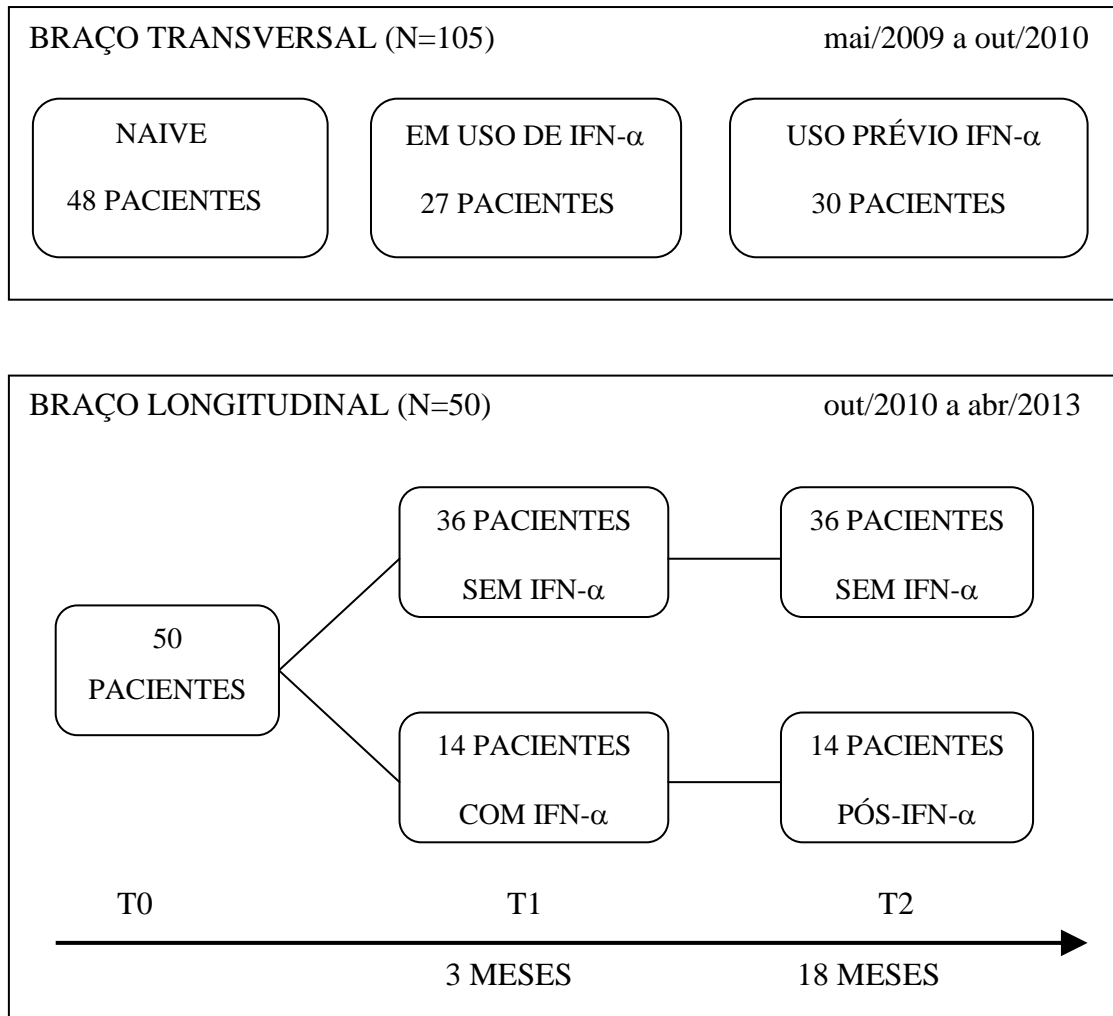 BRAÇO TRANSVERSAL (N=105) mai/2009 a out/2010
NAIVE
48 PACIENTES
EM USO DE IFN-α
27 PACIENTES
USO PRÉVIO IFN-α
30 PACIENTES
BRAÇO LONGITUDINAL (N=50) out/2010 a abr/2013
50
PACIENTES
36 PACIENTES
SEM IFN-α
36 PACIENTES
SEM IFN-α
14 PACIENTES
COM IFN-α
14 PACIENTES
PÓS-IFN-α
T0 T1 T2
3 MESES 18 MESES